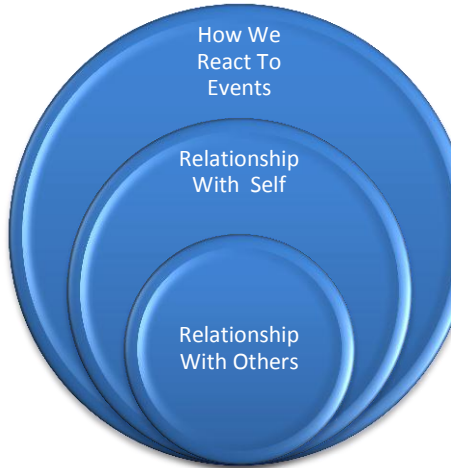 How We
React To
Events
Relationship
With Self
Relationship
With Others